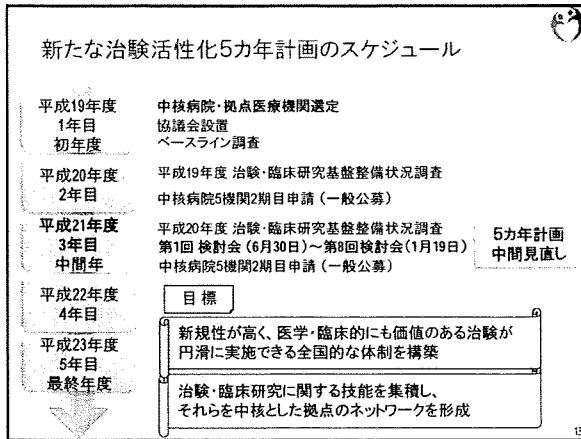 新たな治験活性化5カ年計画のスケジュール
平成19年度
1年目
初年度
中核病院・拠点医療機関選定
協議会設置
ベースライン調査
平成20年度
2年目
平成19年度 治験・臨床研究基盤整備状況調査
中核病院5機関2期目申請（一般公募）
平成21年度
3年目
中間年
平成20年度 治験・臨床研究基盤整備状況調査
第1回 検討会（6月30日）～第8回検討会（1月19日）
中核病院5機関2期目申請（一般公募）
5カ年計画
中間見直し
平成22年度
4年目
平成23年度
5年目
最終年度
目標
新規性が高く、医学・臨床的にも価値のある治験が
円滑に実施できる全国的な体制を構築
治験・臨床研究に関する技能を集積し、
それらを中核とした拠点のネットワークを形成